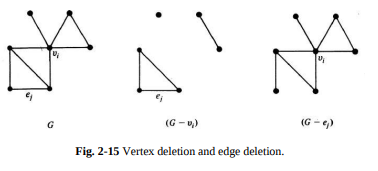 v_i
e_j
G
e_j
(G – v_i)
v_i
(G – e_j)
Fig. 2-15 Vertex deletion and edge deletion.